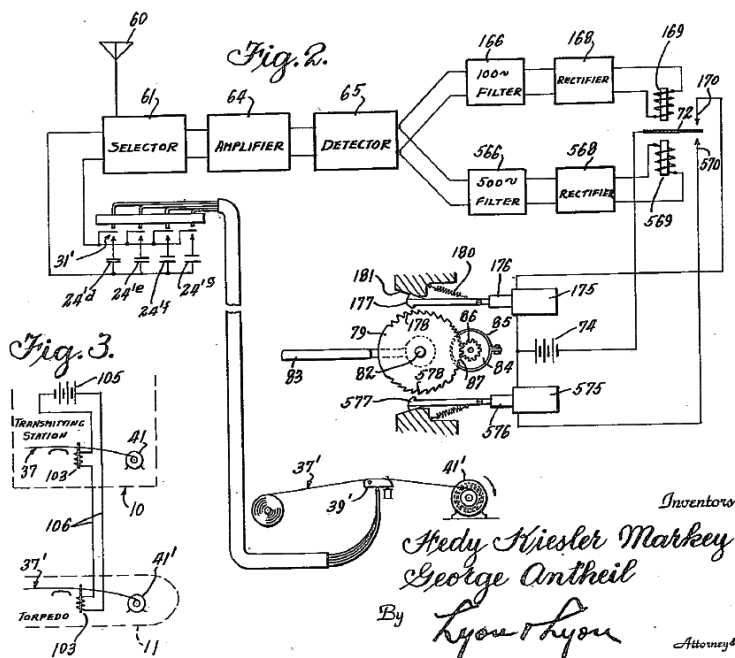 60
Fig. 2.
61
64
65
166
168
169
170
72
SELECTOR
AMPLIFIER
DETECTOR
100~
FILTER
RECTIFIER
566
568
570
500~
FILTER
RECTIFIER
569
31'
24'd
24'e
24'f
24'g
181
180
177
176
175
178
79
86
85
74
83
82
578
87
84
577
576
575
Fig. 3.
105
TRANSMITTING
STATION
41
37
103
10
106
37'
41'
39'
37'
41'
TORPEDO
103
11
Inventors
Hedy Kiesler Markey
George Antheil
By
Lyon & Lyon
Attorneys